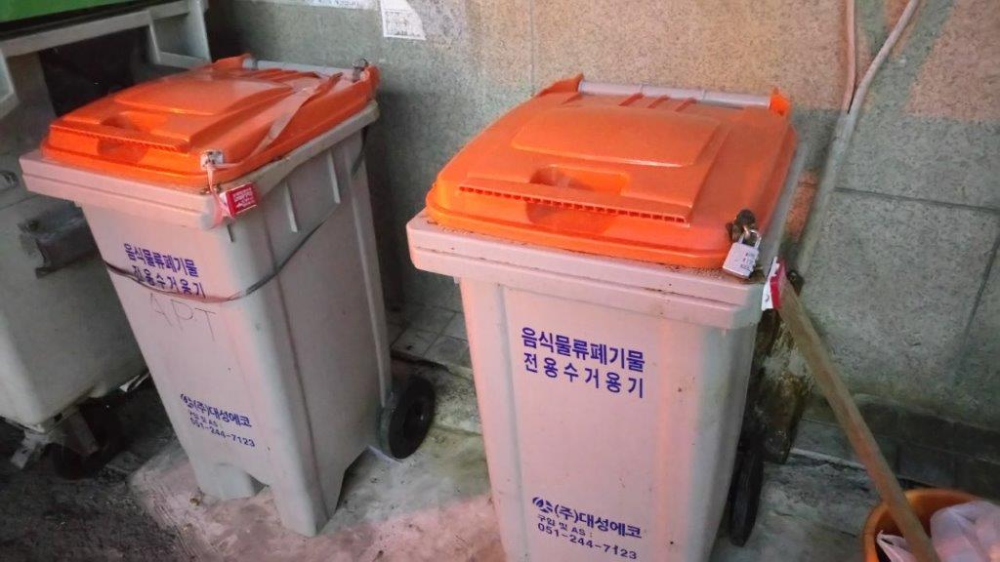 음식물류폐기물
전용수거용기
APT
(주)대성에코
051-244-7123
음식물류폐기물
전용수거용기
(주)대성에코
구입 및 AS :
051-244-7123